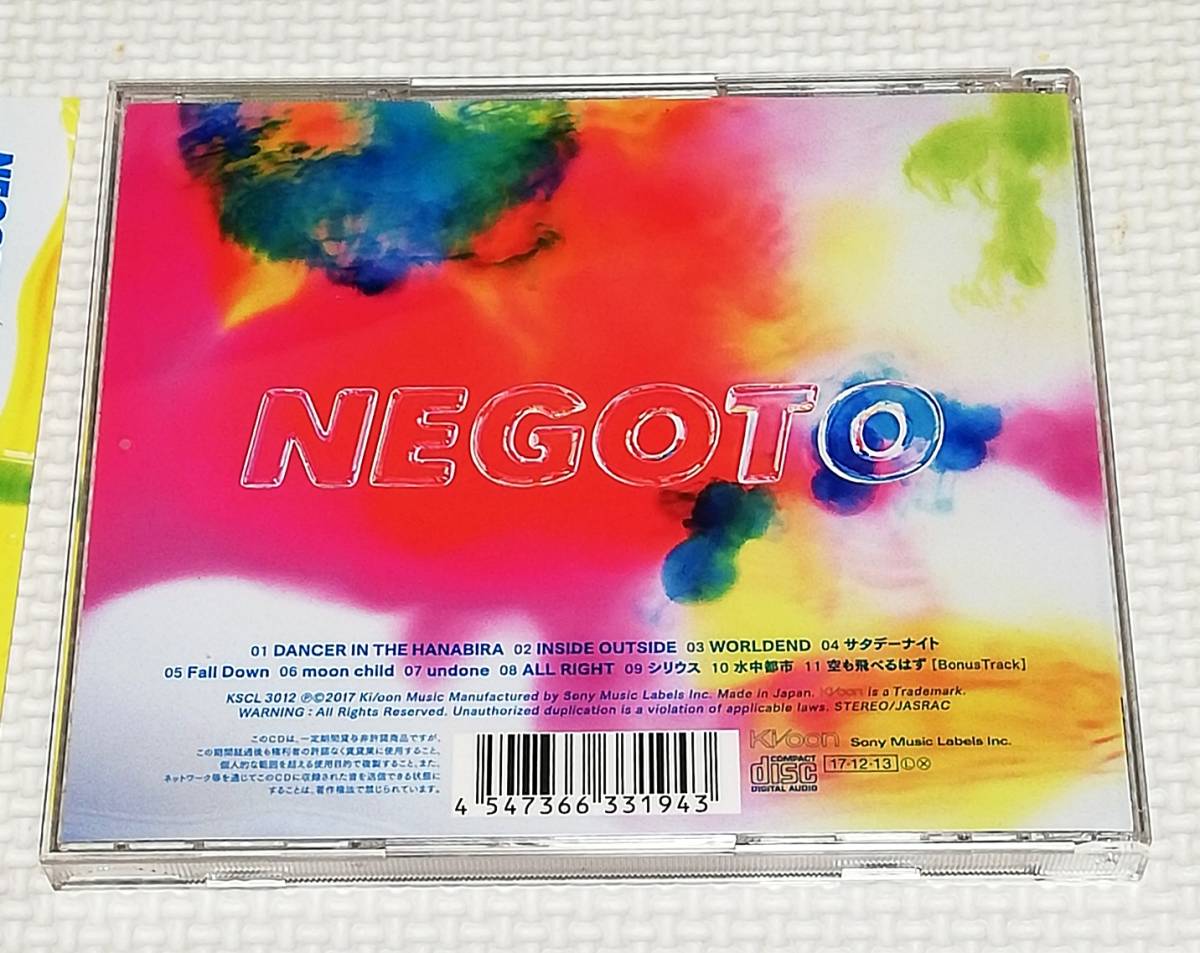 NEGOTO
01 DANCER IN THE HANABIRA 02 INSIDE OUTSIDE 03 WORLDEND 04 サタデーナイト
05 Fall Down 06 moon child 07 undone 08 ALL RIGHT 09 シリウス 10 水中都市 11 空も飛べるはず [BonusTrack]
KSCL 3012 ℗©2017 Ki/oon Music Manufactured by Sony Music Labels Inc. Made in Japan. Ki/oon is a Trademark.
WARNING : All Rights Reserved. Unauthorized duplication is a violation of applicable laws. STEREO/JASRAC
このCDは、一定期間貸与非許諾商品ですが、
この期間経過後も権利者の許諾なく賃貸業に使用すること、
個人的な範囲を超える使用目的で複製すること、また、
ネットワーク等を通じてこのCDに収録された音を送信できる状態に
することは、著作権法で禁じられています。
4 547366 331943
Ki/oon Sony Music Labels Inc.
COMPACT disc DIGITAL AUDIO 17-12-13 Ⓛ Ⓧ